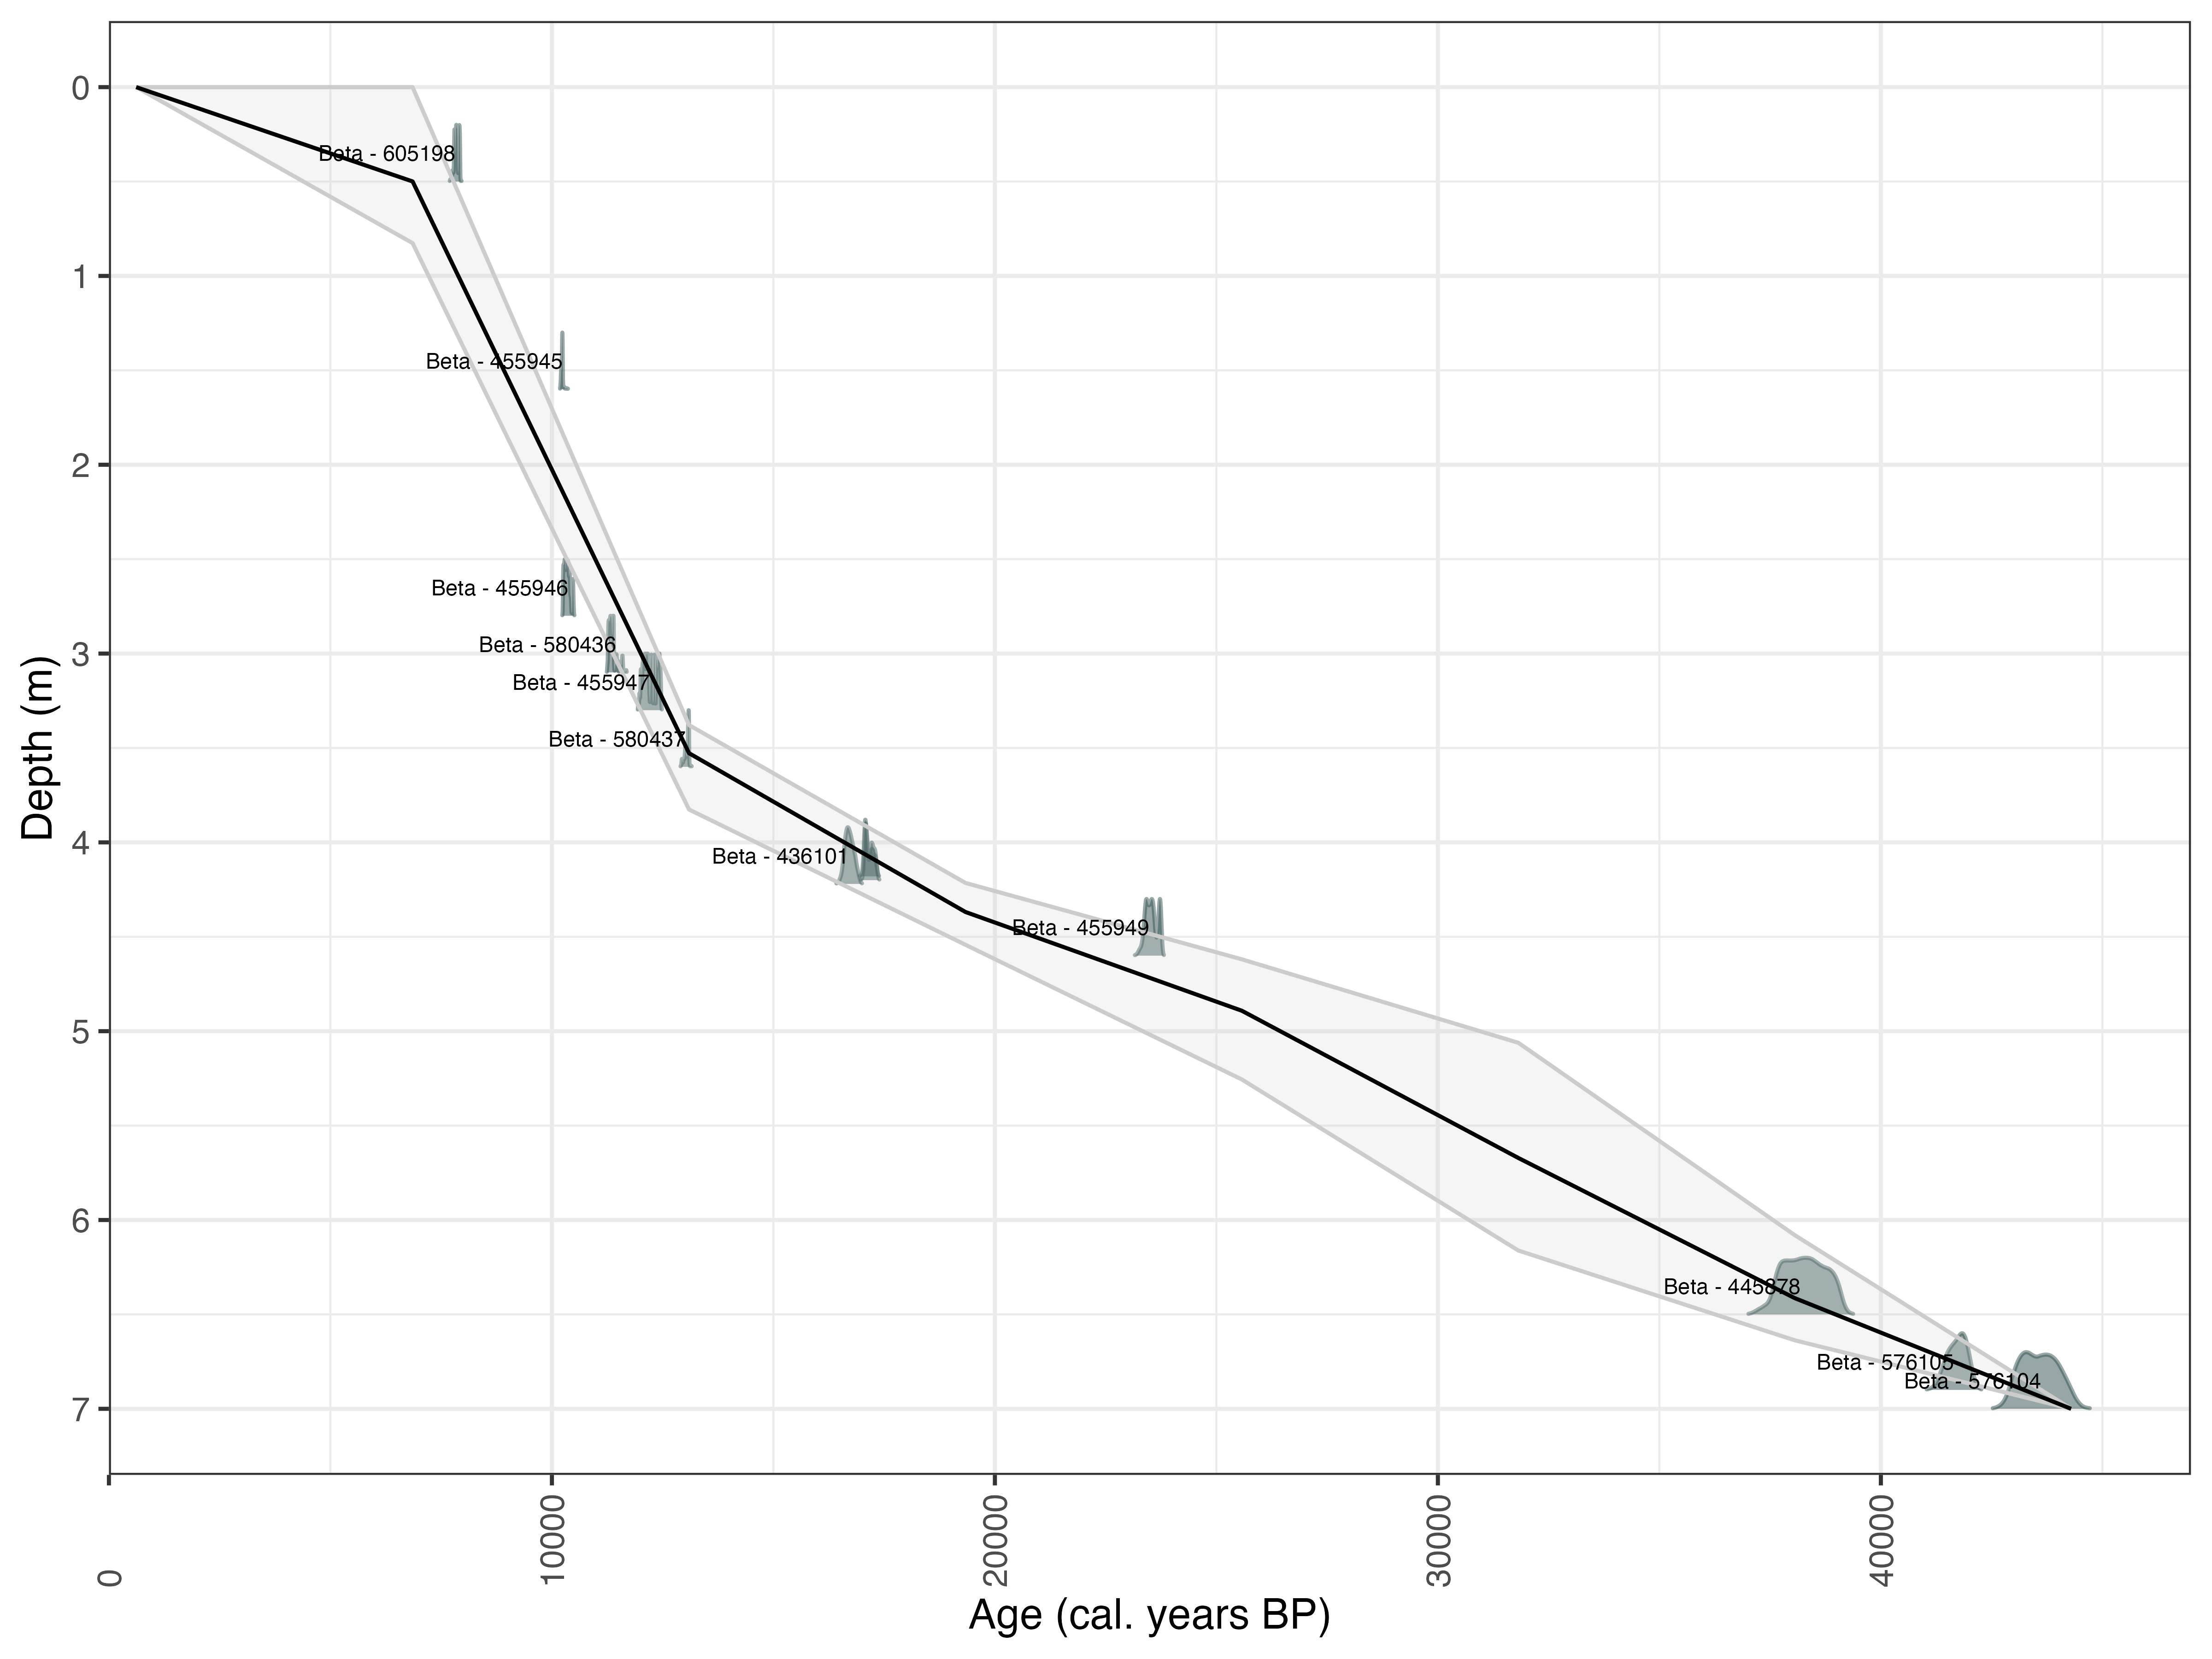 0
Beta - 605198
1
Beta - 455945
2
Beta - 455946
Beta - 580436
3
Beta - 455947
Beta - 580437
4
Beta - 436101
Beta - 455949
5
6
Beta - 445878
Beta - 576105
Beta - 576104
7
Depth (m)
0
10000
20000
30000
40000
Age (cal. years BP)